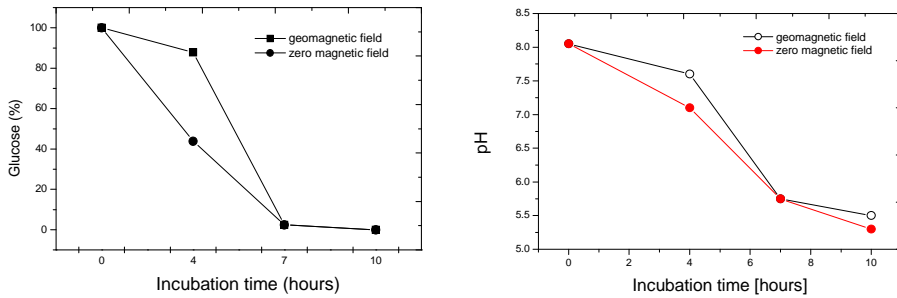 100
80
60
40
20
0
Glucose (%)
geomagnetic field
zero magnetic field
0 4 7 10
Incubation time (hours)
8.5
8.0
7.5
7.0
6.5
6.0
5.5
5.0
pH
geomagnetic field
zero magnetic field
0 2 4 6 8 10
Incubation time [hours]